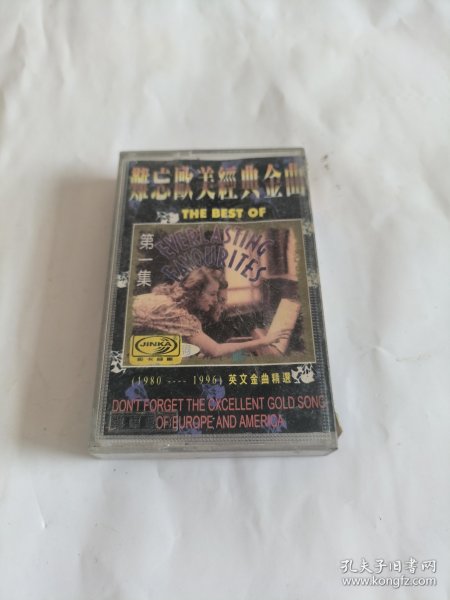 難忘歐美經典金曲
THE BEST OF
第一集
EVERLASTING
FAVOURITES
JINKA
(1980 ---- 1996) 英文金曲精選
DON'T FORGET THE EXCELLENT GOLD SONG
OF EUROPE AND AMERICA
孔夫子旧书网
www.kongfz.com